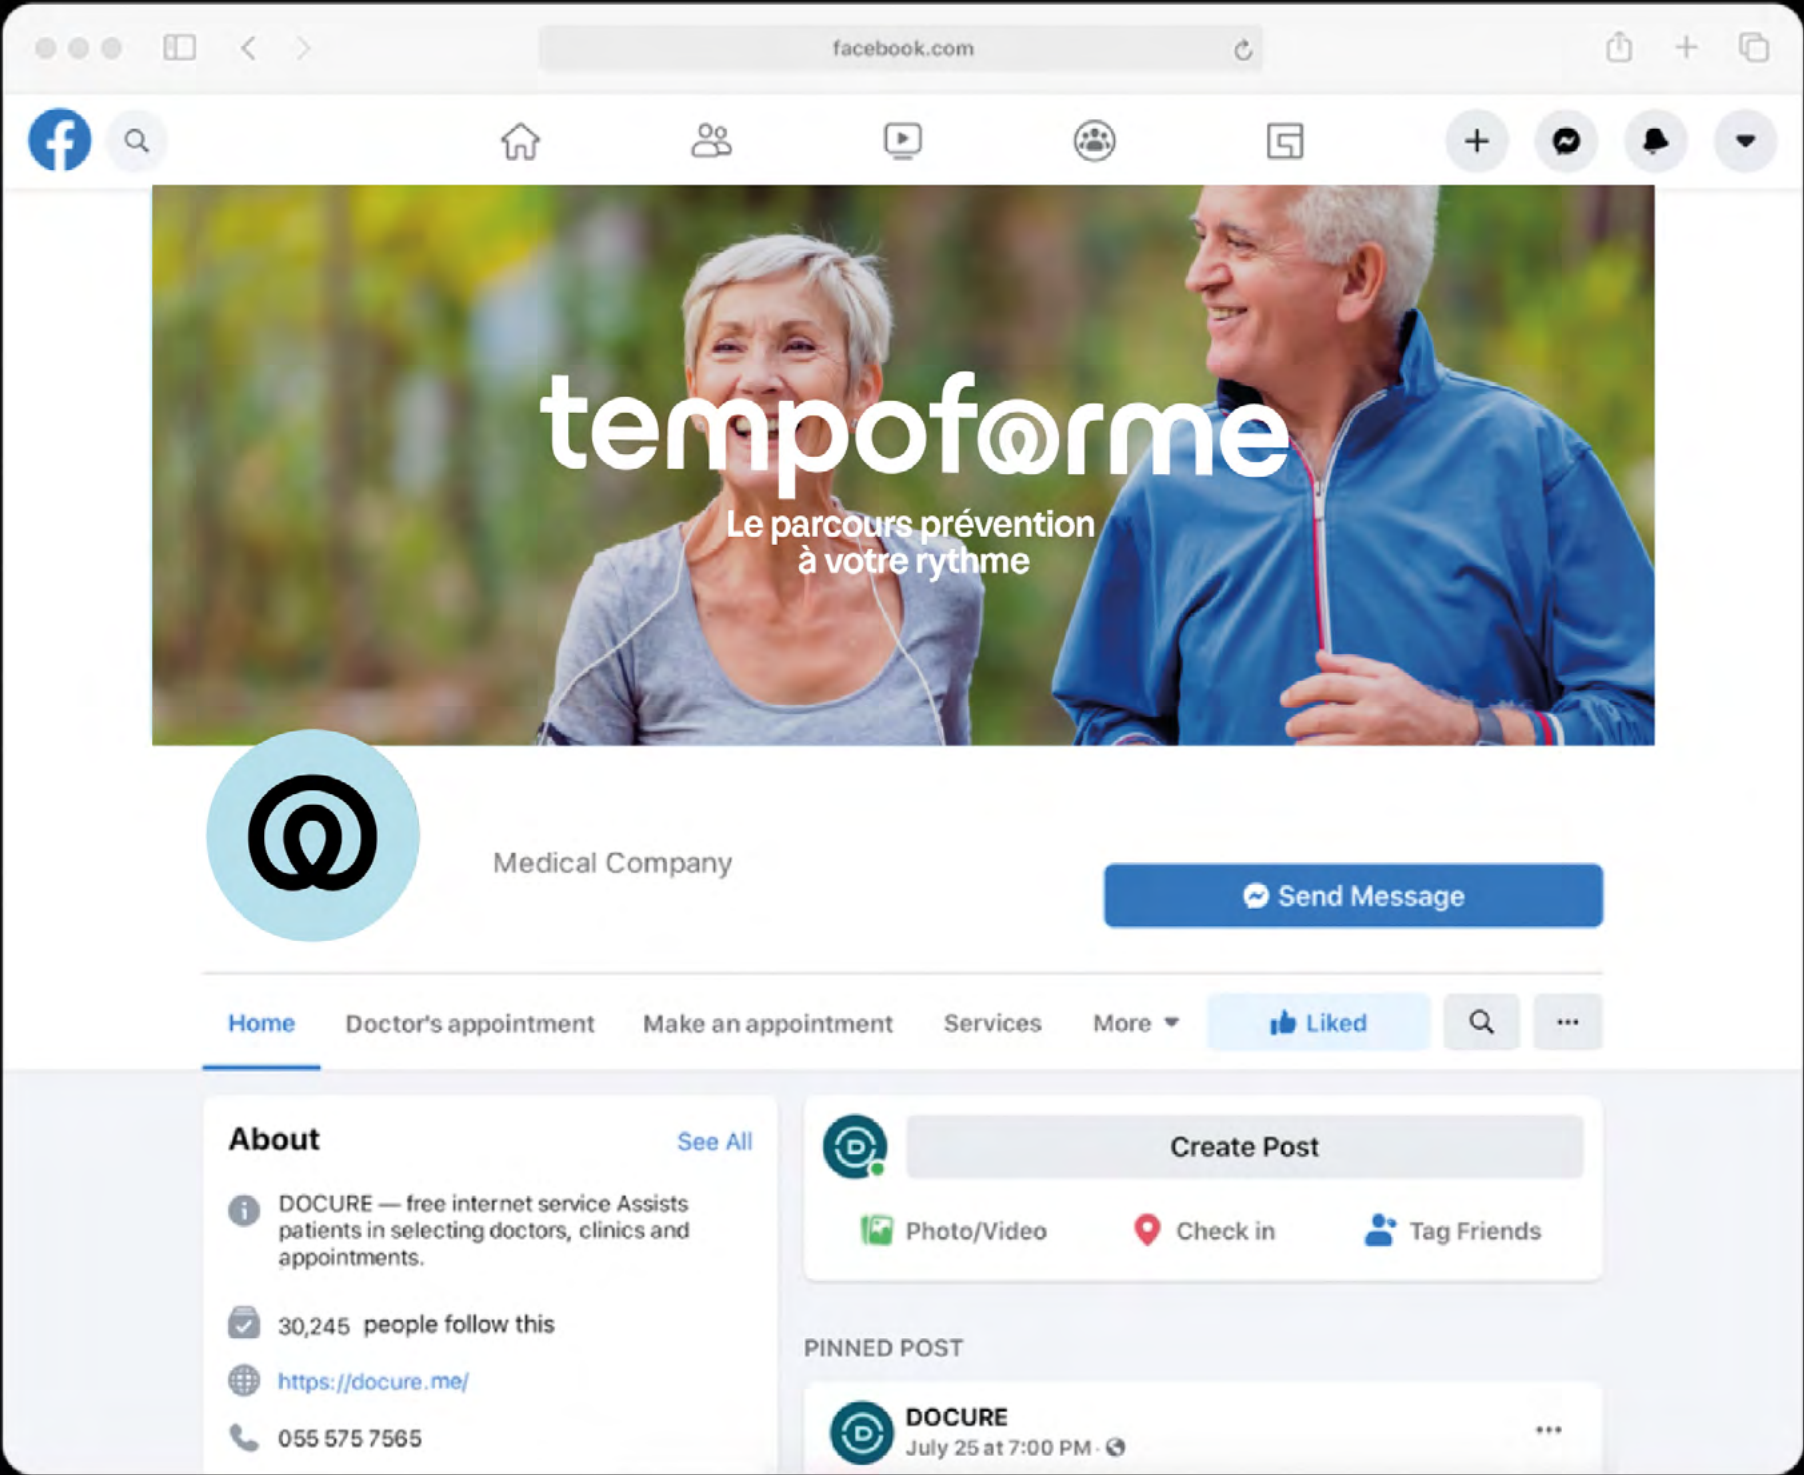 facebook.com
tempoforme
Le parcours prévention
à votre rythme
Medical Company
Send Message
Home Doctor's appointment Make an appointment Services More Liked
About See All
DOCURE — free internet service Assists
patients in selecting doctors, clinics and
appointments.
30,245 people follow this
https://docure.me/
055 575 7565
Create Post
Photo/Video Check in Tag Friends
PINNED POST
DOCURE
July 25 at 7:00 PM ·